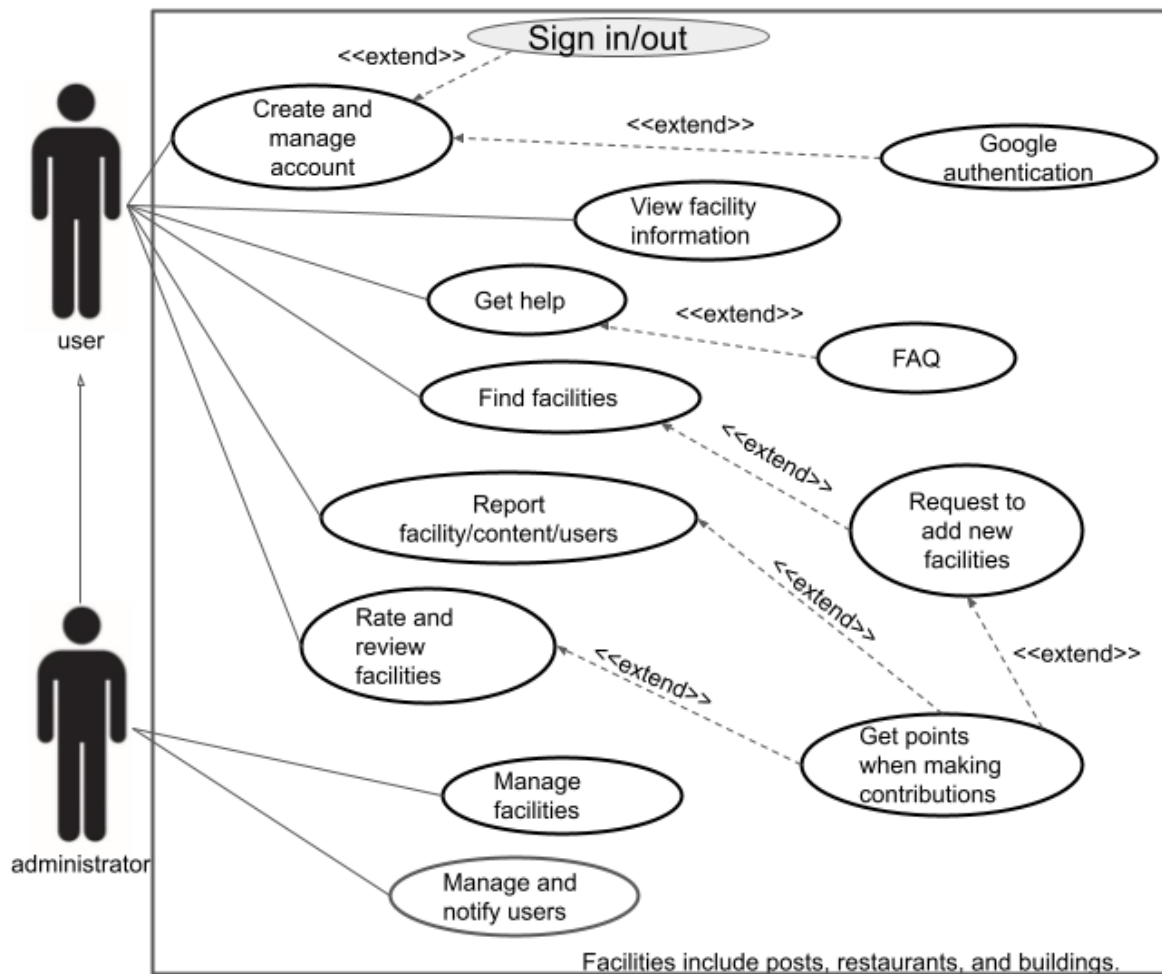 Sign in/out
<<extend>>
Create and
manage
account
<<extend>>
Google
authentication
View facility
information
Get help
<<extend>>
FAQ
user
Find facilities
<<extend>>
Request to
add new
facilities
Report
facility/content/users
<<extend>>
Rate and
review
facilities
<<extend>>
<<extend>>
Get points
when making
contributions
Manage
facilities
administrator
Manage and
notify users
Facilities include posts, restaurants, and buildings.